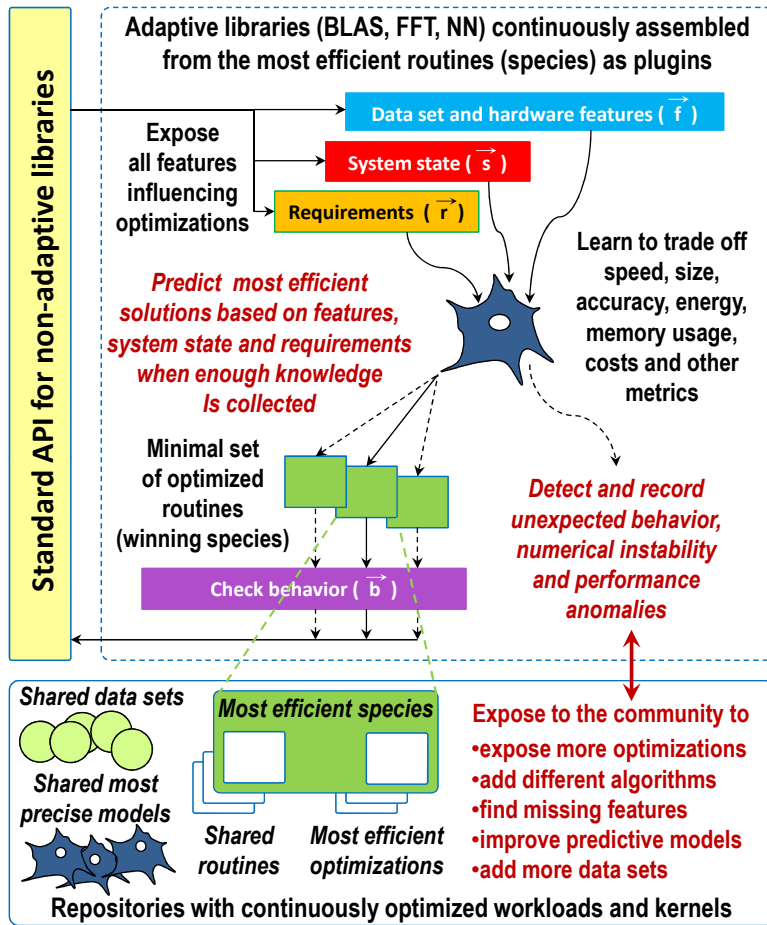 Adaptive libraries (BLAS, FFT, NN) continuously assembled
from the most efficient routines (species) as plugins
Standard API for non-adaptive libraries
Data set and hardware features ( f )
Expose
all features
influencing
optimizations
System state ( s )
Requirements ( r )
Learn to trade off
speed, size,
accuracy, energy,
memory usage,
costs and other
metrics
Predict most efficient
solutions based on features,
system state and requirements
when enough knowledge
Is collected
Minimal set
of optimized
routines
(winning species)
Detect and record
unexpected behavior,
numerical instability
and performance
anomalies
Check behavior ( b )
Shared data sets
Shared most
precise models
Most efficient species
Shared
routines
Most efficient
optimizations
Expose to the community to
•expose more optimizations
•add different algorithms
•find missing features
•improve predictive models
•add more data sets
Repositories with continuously optimized workloads and kernels